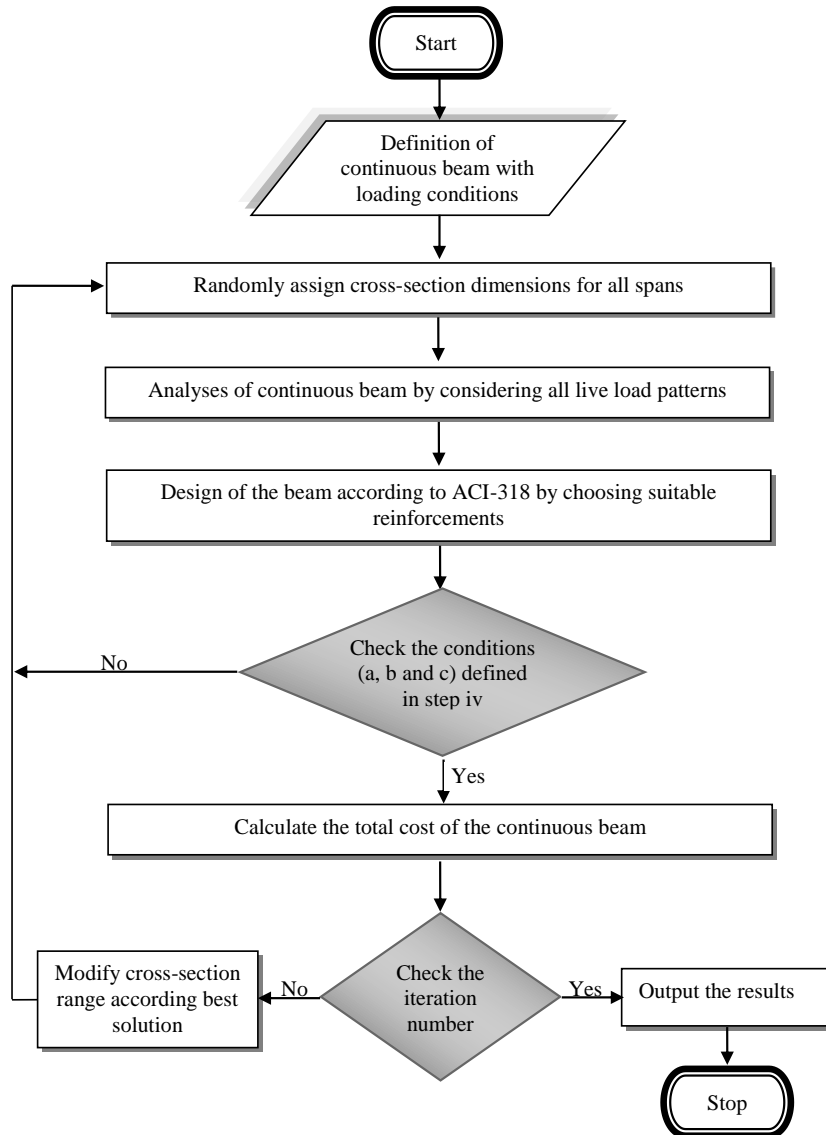 Start
Definition of
continuous beam with
loading conditions
Randomly assign cross-section dimensions for all spans
Analyses of continuous beam by considering all live load patterns
Design of the beam according to ACI-318 by choosing suitable
reinforcements
Check the conditions
(a, b and c) defined
in step iv
No
Yes
Calculate the total cost of the continuous beam
Check the
iteration
number
No
Modify cross-section
range according best
solution
Yes
Output the results
Stop